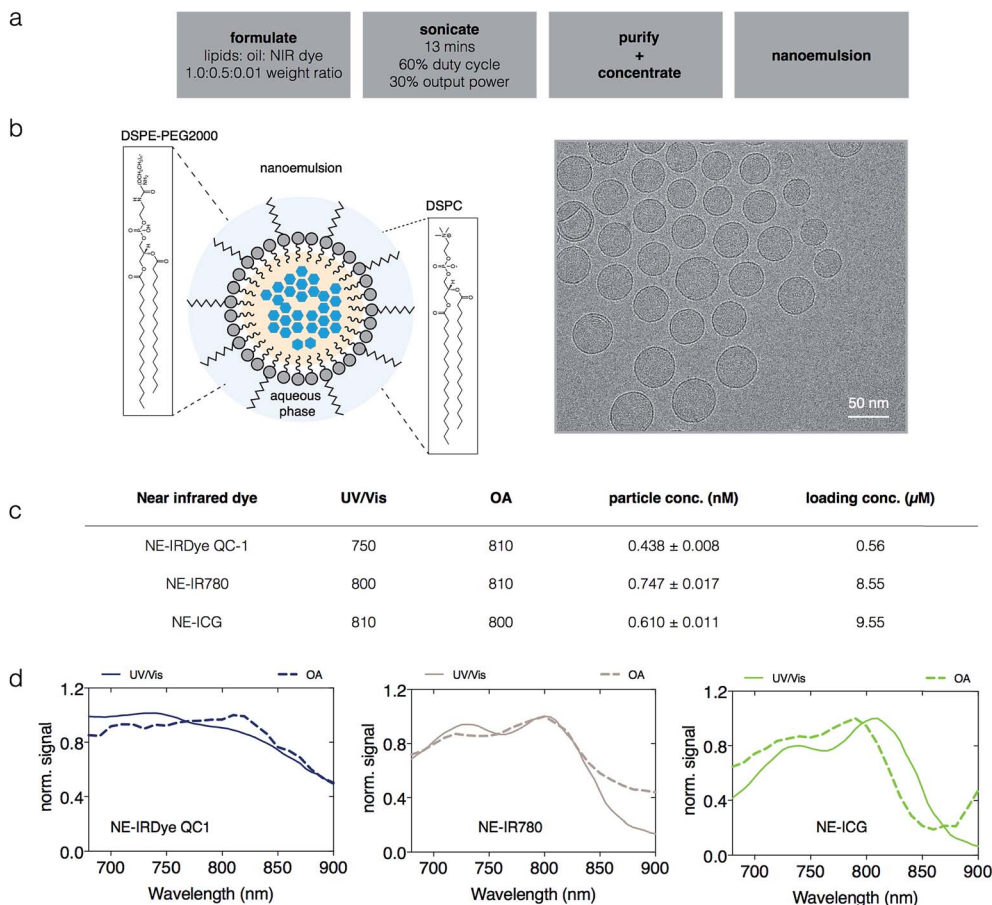 a
formulate
lipids: oil: NIR dye
1.0:0.5:0.01 weight ratio
sonicate
13 mins
60% duty cycle
30% output power
purify
+
concentrate
nanoemulsion
b
DSPE-PEG2000
nanoemulsion
DSPC
aqueous
phase
50 nm
c
Near infrared dye UV/Vis OA particle conc. (nM) loading conc. (µM)
NE-IRDye QC-1 750 810 0.438 ± 0.008 0.56
NE-IR780 800 810 0.747 ± 0.017 8.55
NE-ICG 810 800 0.610 ± 0.011 9.55
d
UV/Vis OA
norm. signal
1.2
0.8
0.4
0.0
NE-IRDye QC1
700 750 800 850 900
Wavelength (nm)
UV/Vis OA
norm. signal
1.2
0.8
0.4
0.0
NE-IR780
700 750 800 850 900
Wavelength (nm)
UV/Vis OA
norm. signal
1.2
0.8
0.4
0.0
NE-ICG
700 750 800 850 900
Wavelength (nm)